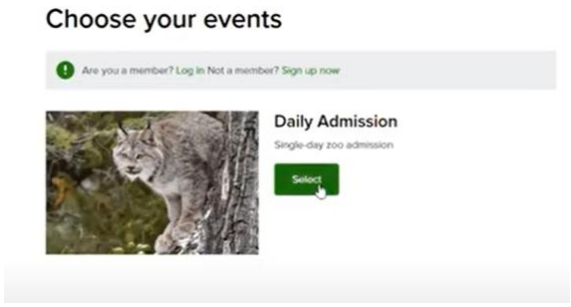 Choose your events
Are you a member? Log in Not a member? Sign up now
Daily Admission
Single-day zoo admission
Select